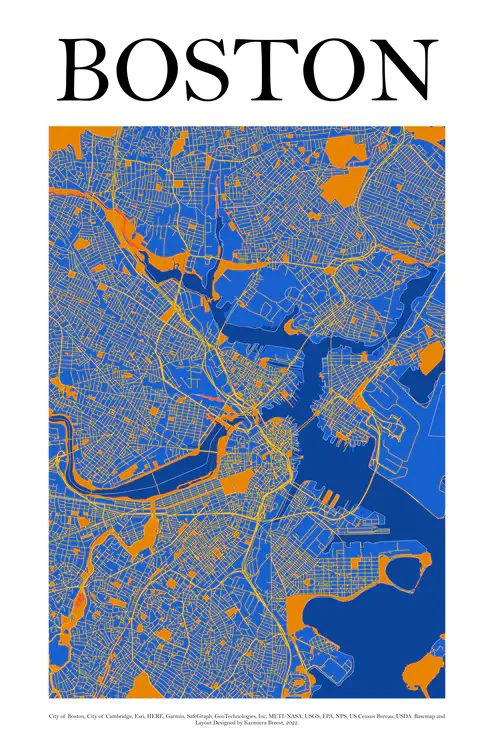 BOSTON
City of Boston, City of Cambridge, Esri, HERE, Garmin, SafeGraph, GeoTechnologies, Inc, METI/NASA, USGS, EPA, NPS, US Census Bureau, USDA Basemap and
Layout Designed by Kazmiera Breest, 2022